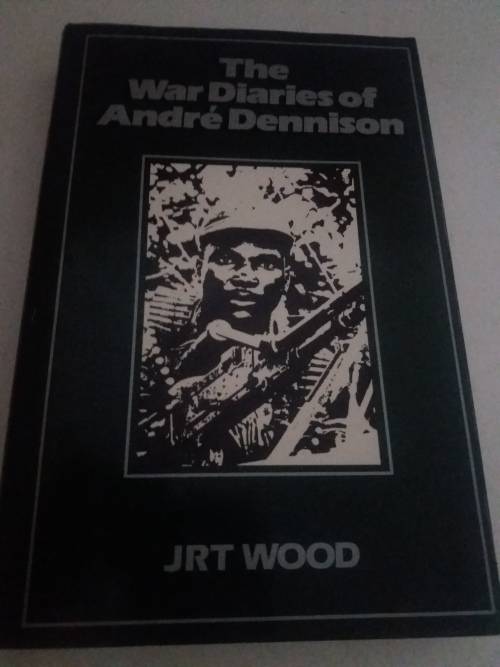 The
War Diaries of
André Dennison
JRT WOOD